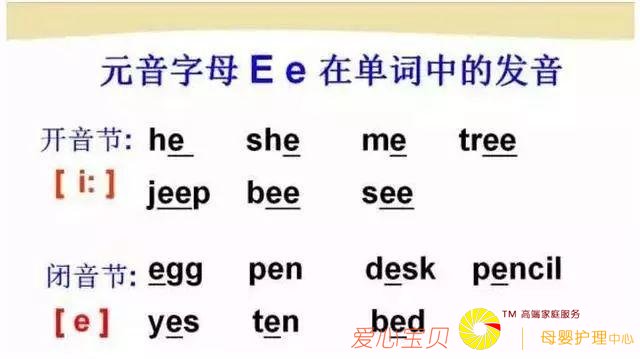 元音字母 E e 在单词中的发音
开音节: he she me tree
[ i: ] jeep bee see
闭音节: egg pen desk pencil
[ e ] yes ten bed
爱心宝贝
TM 高端家庭服务
母婴护理中心